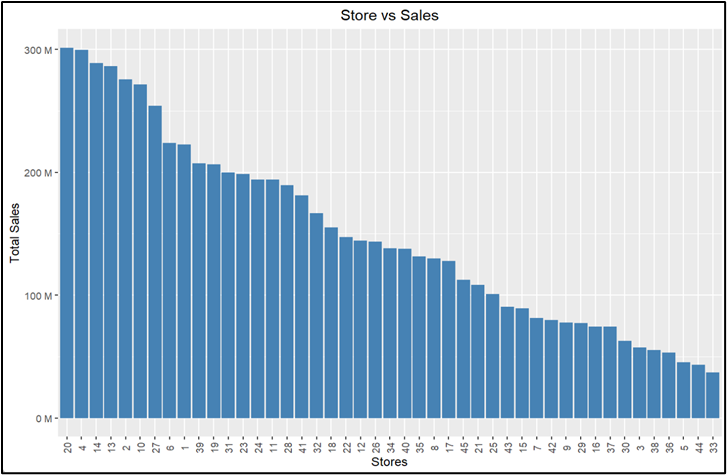 Store vs Sales
300 M
200 M
100 M
0 M
Total Sales
20 4 14 13 2 10 27 6 1 39 19 31 23 24 11 28 41 32 18 22 12 26 34 40 35 8 17 45 21 25 43 15 7 42 9 29 16 37 30 3 38 36 5 44 33
Stores